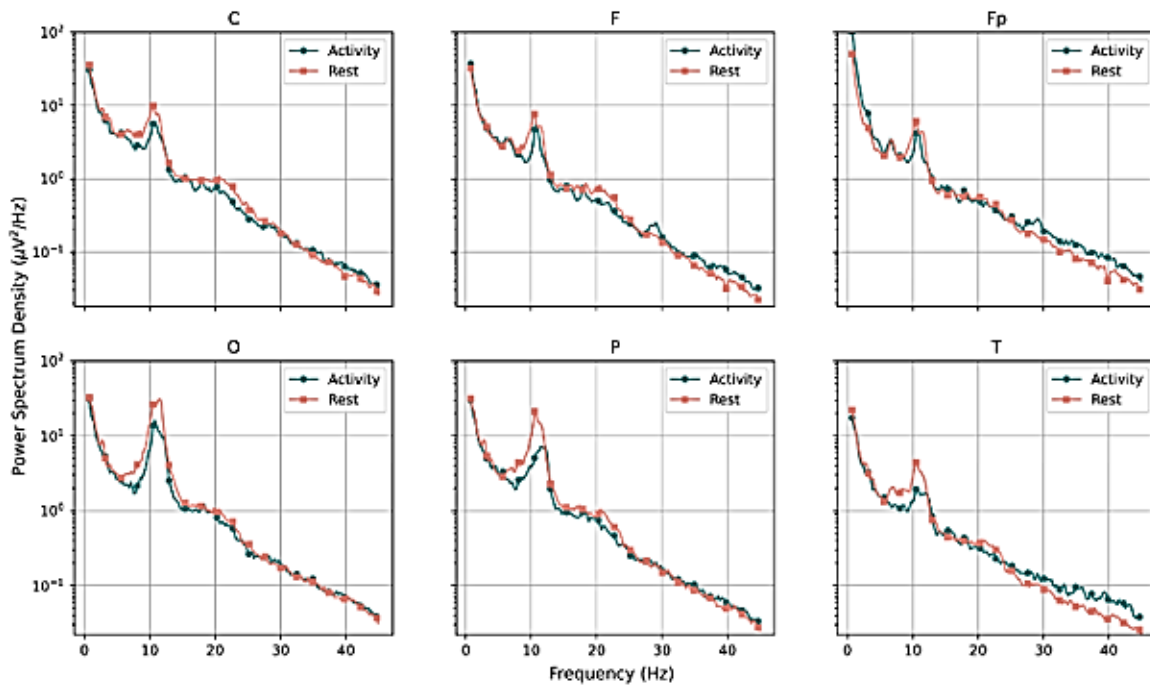 C
F
Fp
10²
10¹
10⁰
10⁻¹
Activity
Rest
Activity
Rest
Activity
Rest
Power Spectrum Density (µV²/Hz)
O
P
T
10²
10¹
10⁰
10⁻¹
Activity
Rest
Activity
Rest
Activity
Rest
0 10 20 30 40
0 10 20 30 40
0 10 20 30 40
Frequency (Hz)